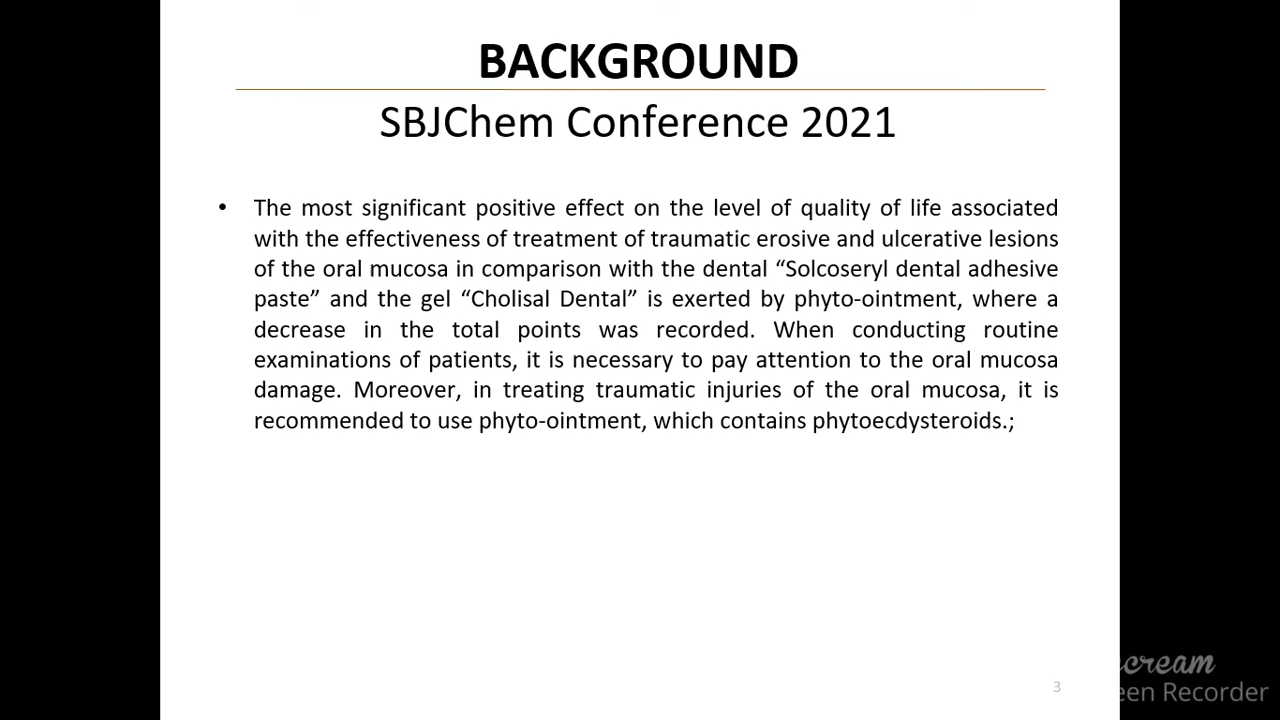 BACKGROUND
SBJChem Conference 2021
• The most significant positive effect on the level of quality of life associated
with the effectiveness of treatment of traumatic erosive and ulcerative lesions
of the oral mucosa in comparison with the dental “Solcoseryl dental adhesive
paste” and the gel “Cholisal Dental” is exerted by phyto-ointment, where a
decrease in the total points was recorded. When conducting routine
examinations of patients, it is necessary to pay attention to the oral mucosa
damage. Moreover, in treating traumatic injuries of the oral mucosa, it is
recommended to use phyto-ointment, which contains phytoecdysteroids.;
3
cream
een Recorder